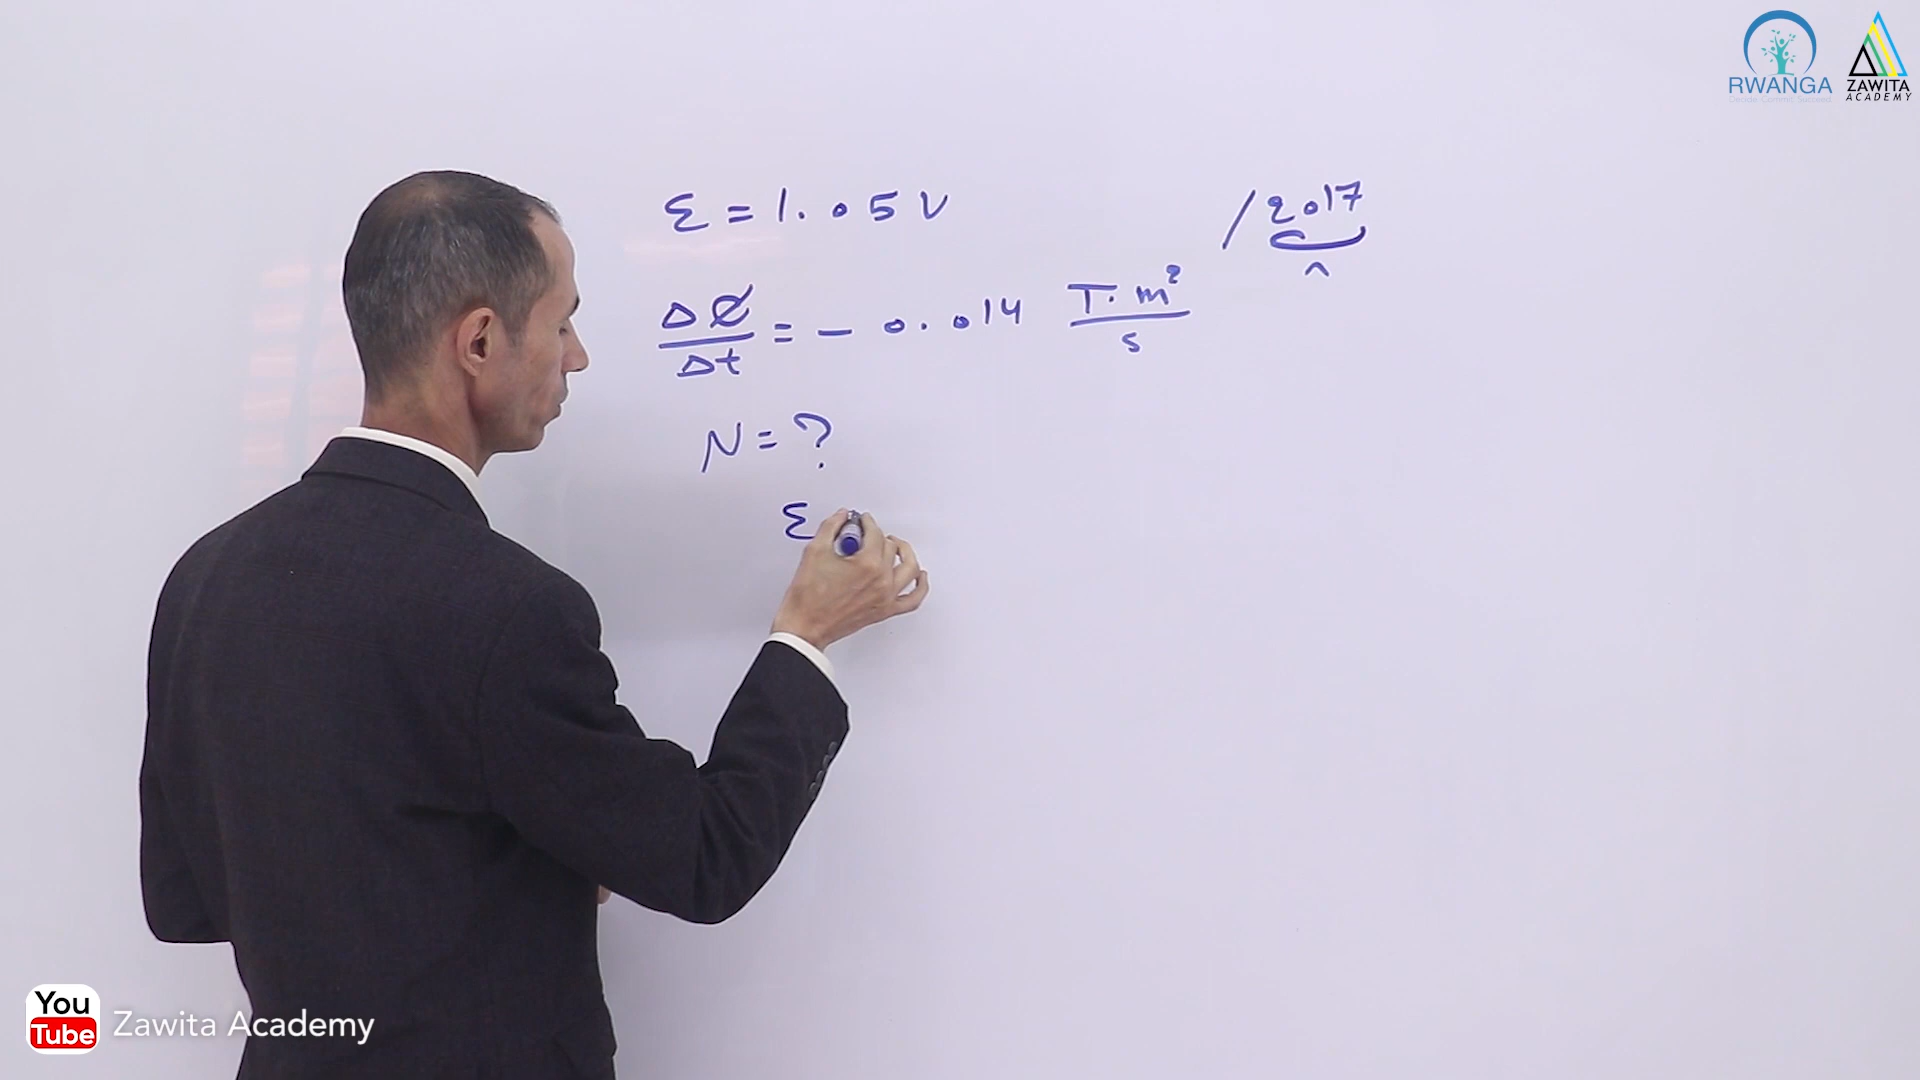 RWANGA
ZAWITA
ACADEMY
Ɛ = 1.05 V
/2017
ΔØ/Δt = - 0.014 T.m²/s
N = ?
Ɛ
You
Tube
Zawita Academy